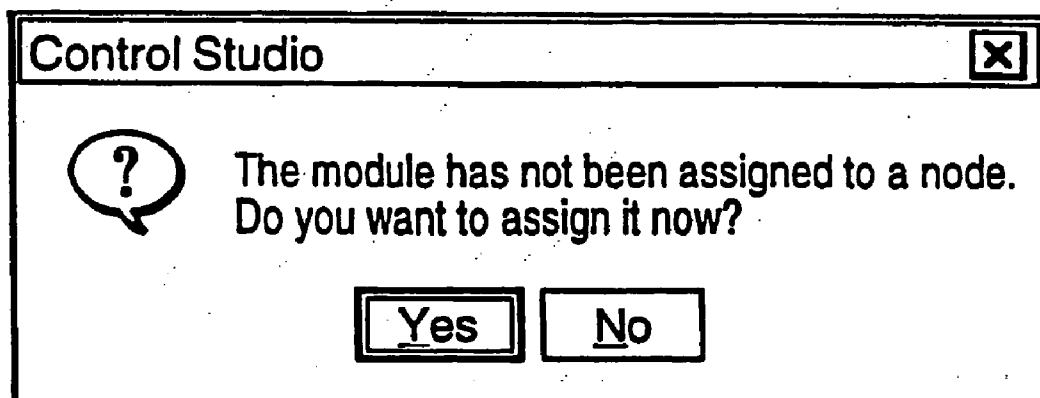 Control Studio
?
The module has not been assigned to a node.
Do you want to assign it now?
Yes No